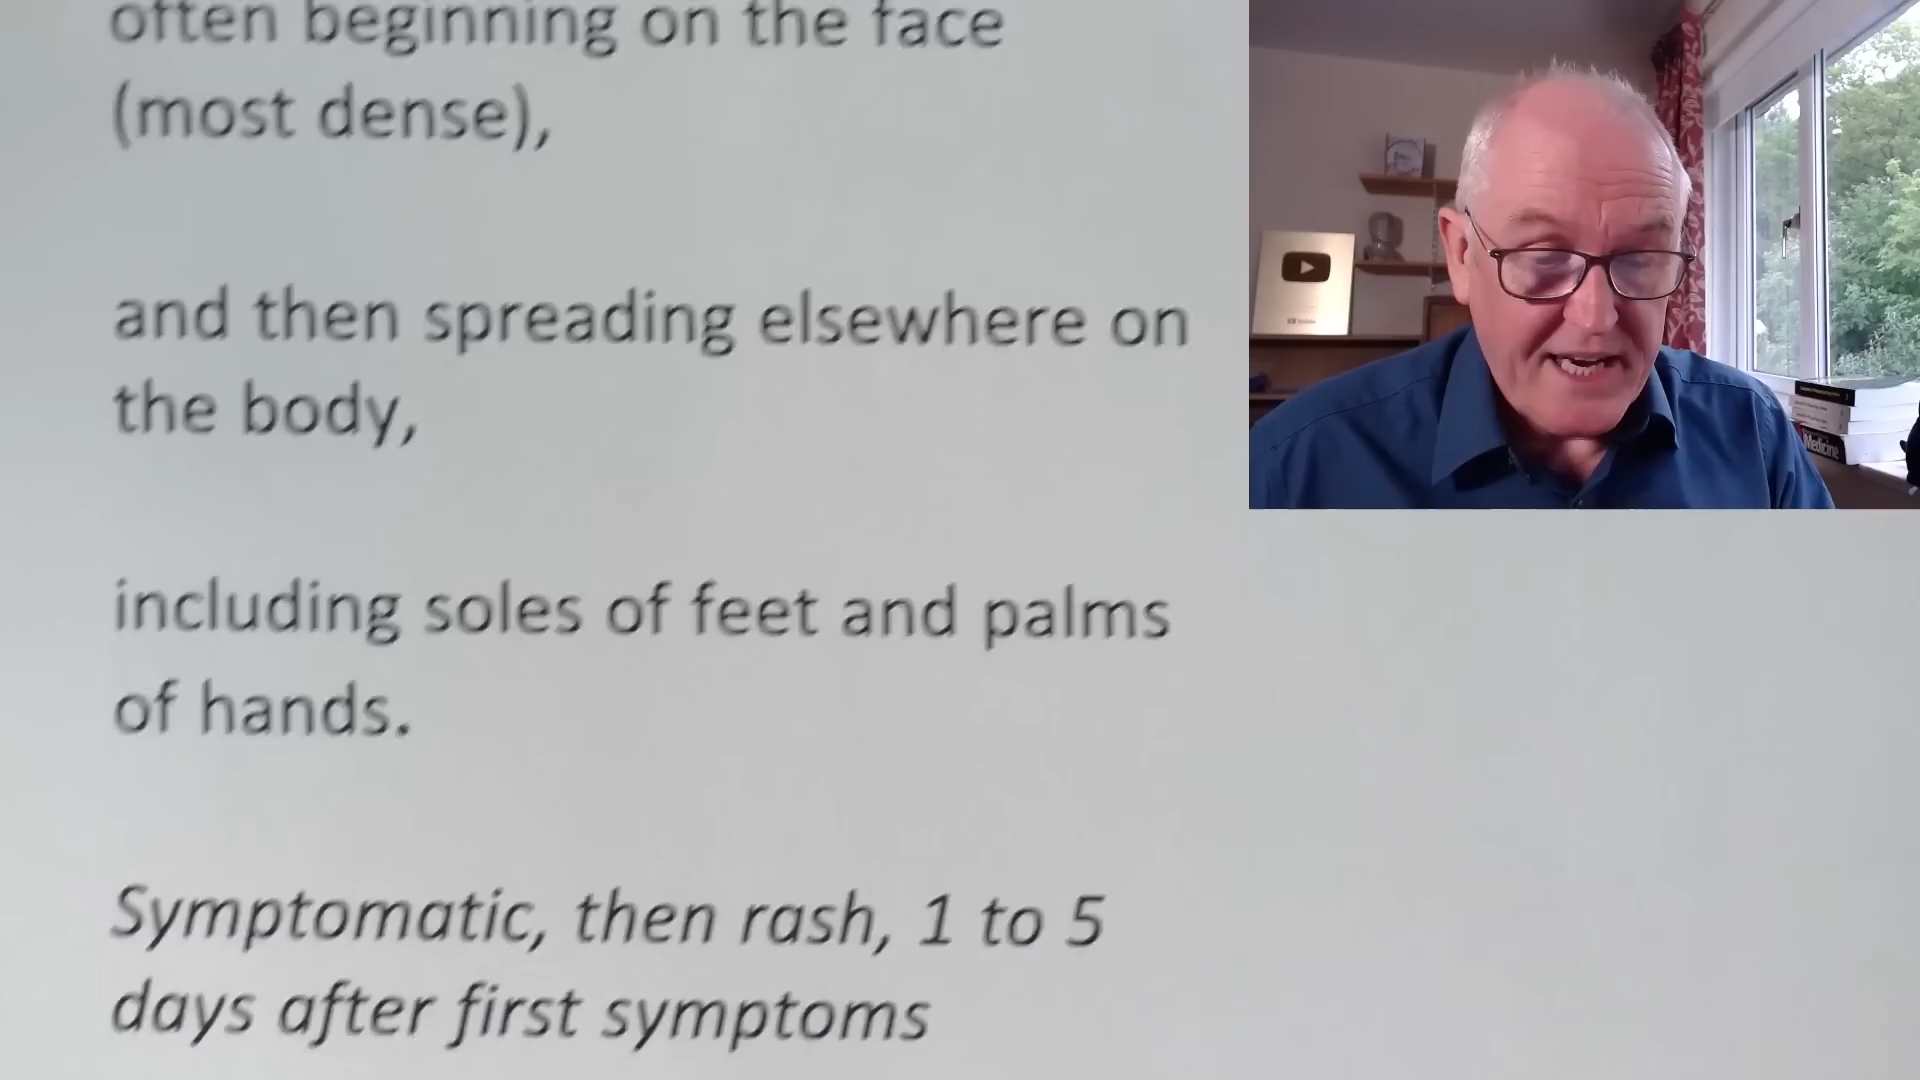 often beginning on the face
(most dense),
and then spreading elsewhere on
the body,
including soles of feet and palms
of hands.
Symptomatic, then rash, 1 to 5
days after first symptoms
Medicine